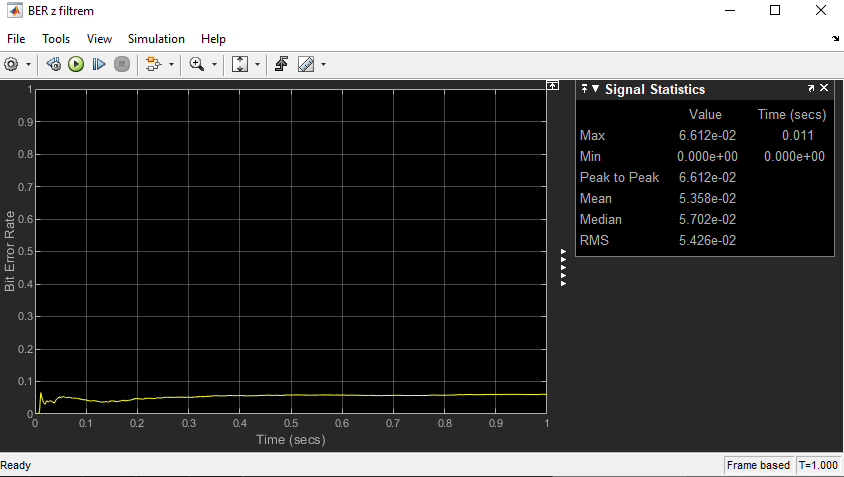 BER z filtrem
File Tools View Simulation Help
Signal Statistics
Value Time (secs)
Max 6.612e-02 0.011
Min 0.000e+00 0.000e+00
Peak to Peak 6.612e-02
Mean 5.358e-02
Median 5.702e-02
RMS 5.426e-02
Bit Error Rate
1
0.9
0.8
0.7
0.6
0.5
0.4
0.3
0.2
0.1
0
0 0.1 0.2 0.3 0.4 0.5 0.6 0.7 0.8 0.9 1
Time (secs)
Ready Frame based T=1.000